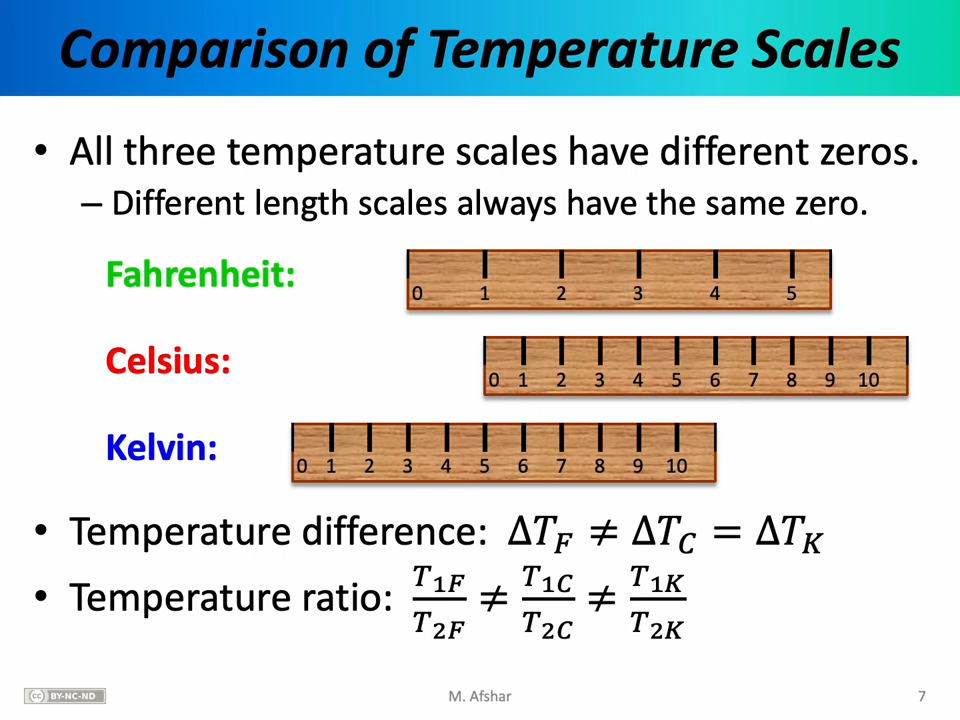 Comparison of Temperature Scales
• All three temperature scales have different zeros.
– Different length scales always have the same zero.
Fahrenheit:
0 1 2 3 4 5
Celsius:
0 1 2 3 4 5 6 7 8 9 10
Kelvin:
0 1 2 3 4 5 6 7 8 9 10
• Temperature difference: ΔT_F ≠ ΔT_C = ΔT_K
• Temperature ratio: T_1F/T_2F ≠ T_1C/T_2C ≠ T_1K/T_2K
cc BY-NC-ND
M. Afshar
7